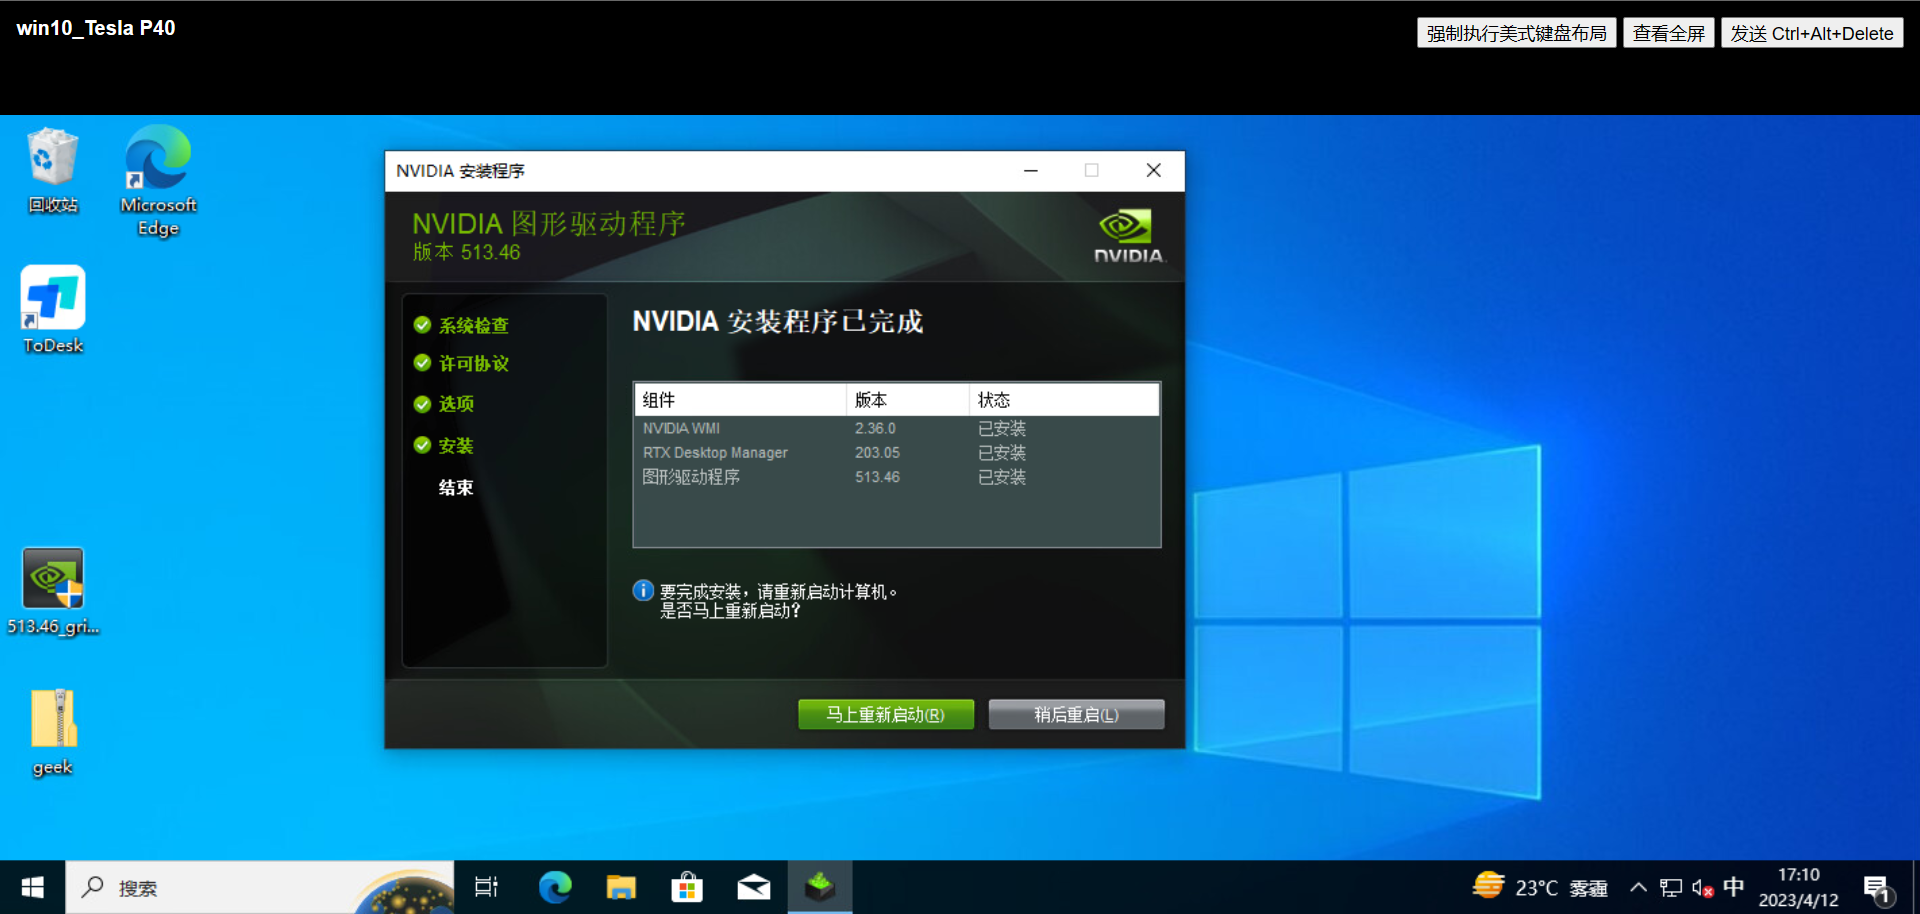 win10_Tesla P40
强制执行美式键盘布局
查看全屏
发送 Ctrl+Alt+Delete
回收站
Microsoft
Edge
ToDesk
513.46_gri...
geek
NVIDIA 安装程序
NVIDIA 图形驱动程序
版本 513.46
NVIDIA.
系统检查
许可协议
选项
安装
结束
NVIDIA 安装程序已完成
组件 版本 状态
NVIDIA WMI 2.36.0 已安装
RTX Desktop Manager 203.05 已安装
图形驱动程序 513.46 已安装
要完成安装，请重新启动计算机。
是否马上重新启动？
马上重新启动(R)
稍后重启(L)
搜索
23°C 雾霾
中
17:10
2023/4/12
1